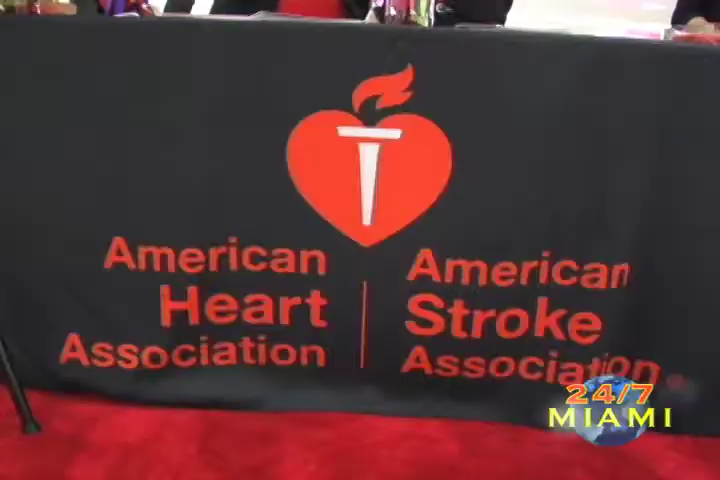 American
Heart
Association
American
Stroke
Association
24/7
MIAMI